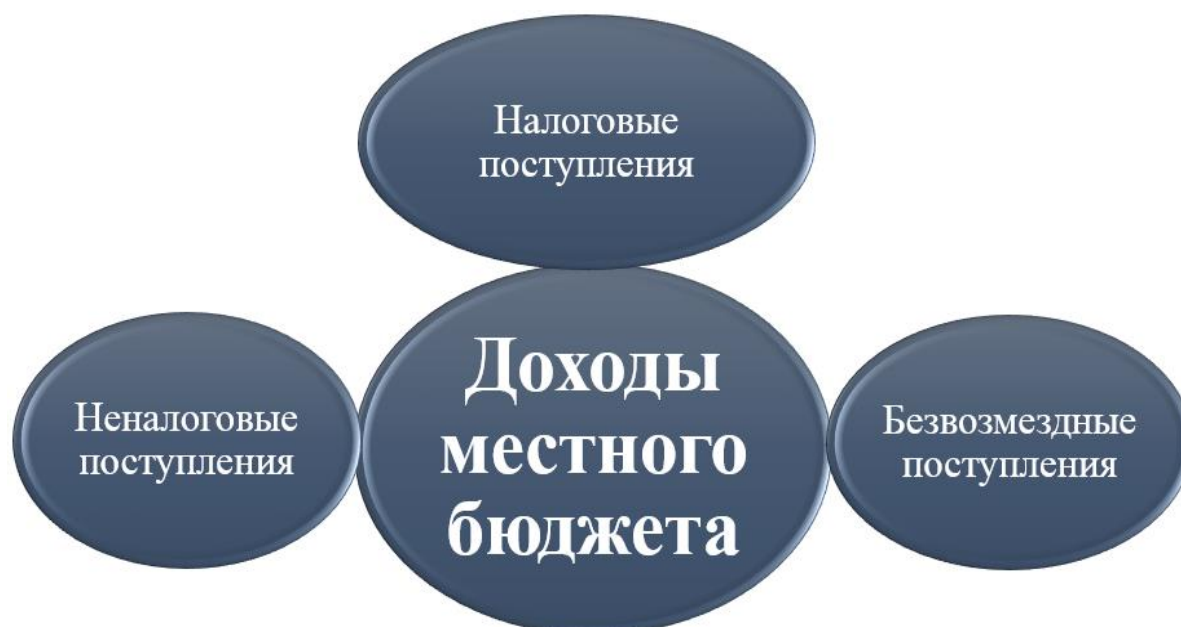 Налоговые
поступления
Неналоговые
поступления
Доходы
местного
бюджета
Безвозмездные
поступления